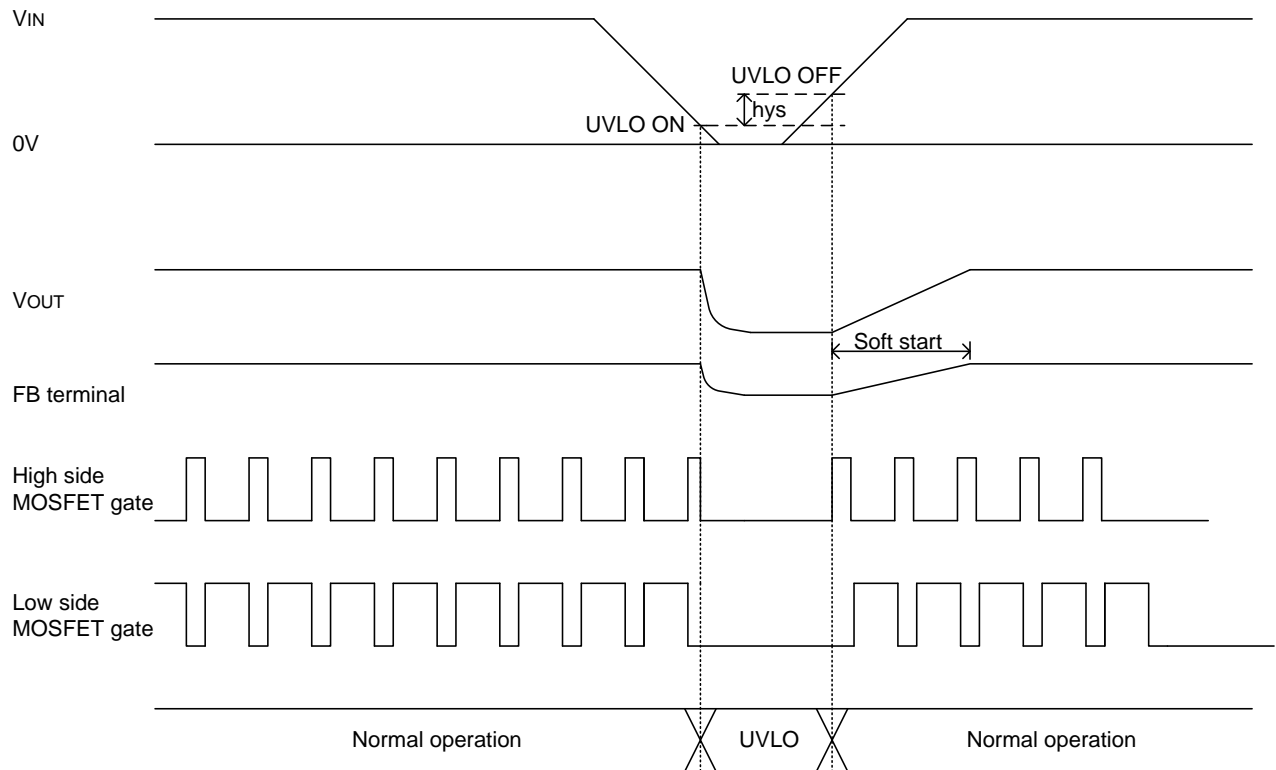 VIN
UVLO OFF
hys
UVLO ON
0V
VOUT
Soft start
FB terminal
High side
MOSFET gate
Low side
MOSFET gate
Normal operation
UVLO
Normal operation